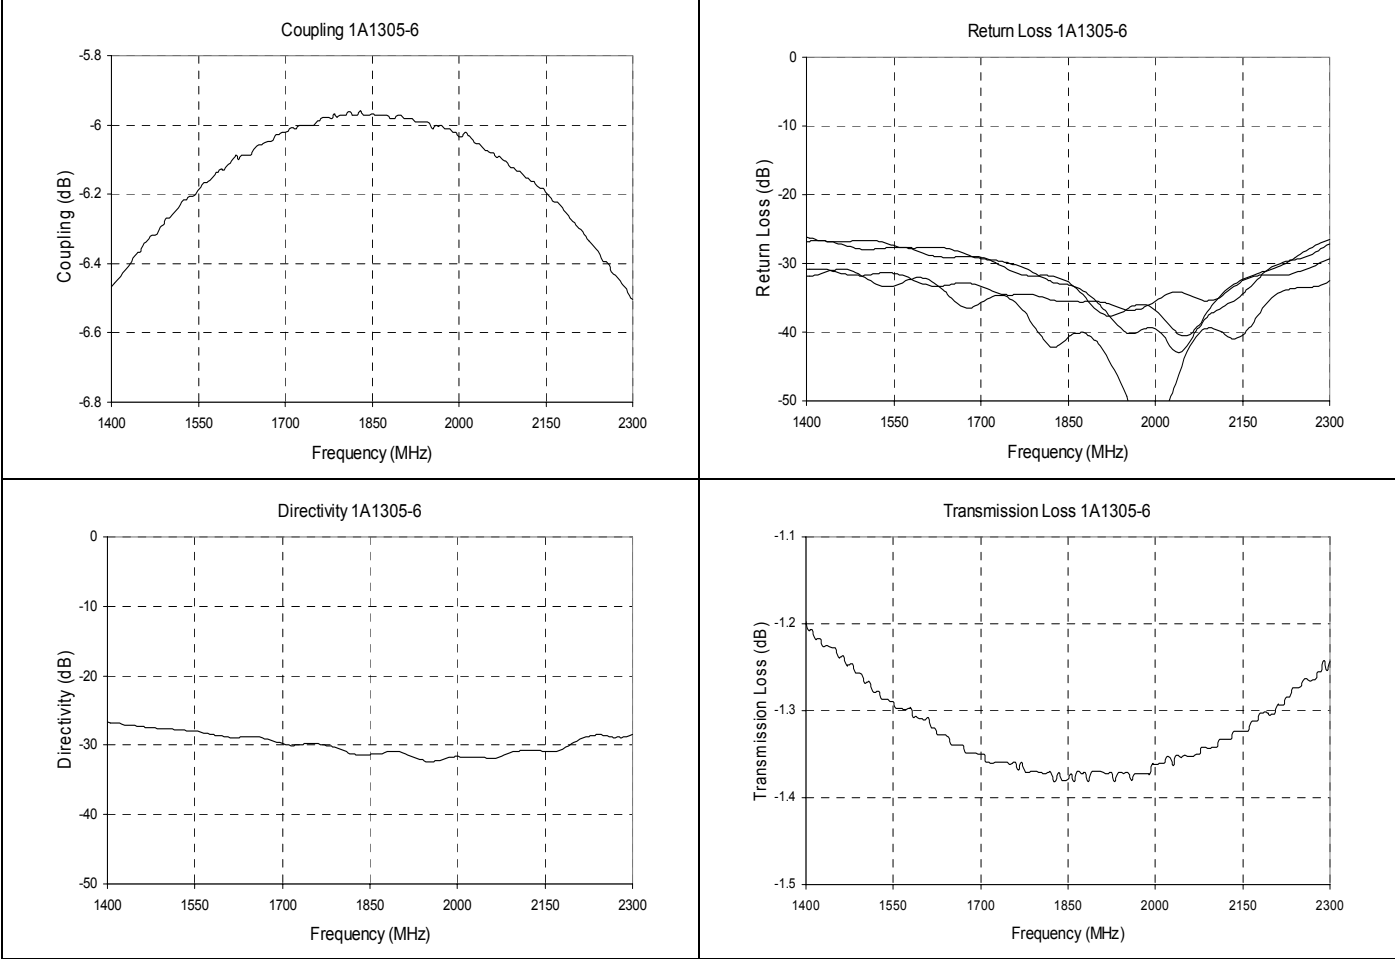 Coupling 1A1305-6
-5.8
-6
-6.2
-6.4
-6.6
-6.8
Coupling (dB)
1400 1550 1700 1850 2000 2150 2300
Frequency (MHz)
Return Loss 1A1305-6
0
-10
-20
-30
-40
-50
Return Loss (dB)
1400 1550 1700 1850 2000 2150 2300
Frequency (MHz)
Directivity 1A1305-6
0
-10
-20
-30
-40
-50
Directivity (dB)
1400 1550 1700 1850 2000 2150 2300
Frequency (MHz)
Transmission Loss 1A1305-6
-1.1
-1.2
-1.3
-1.4
-1.5
Transmission Loss (dB)
1400 1550 1700 1850 2000 2150 2300
Frequency (MHz)